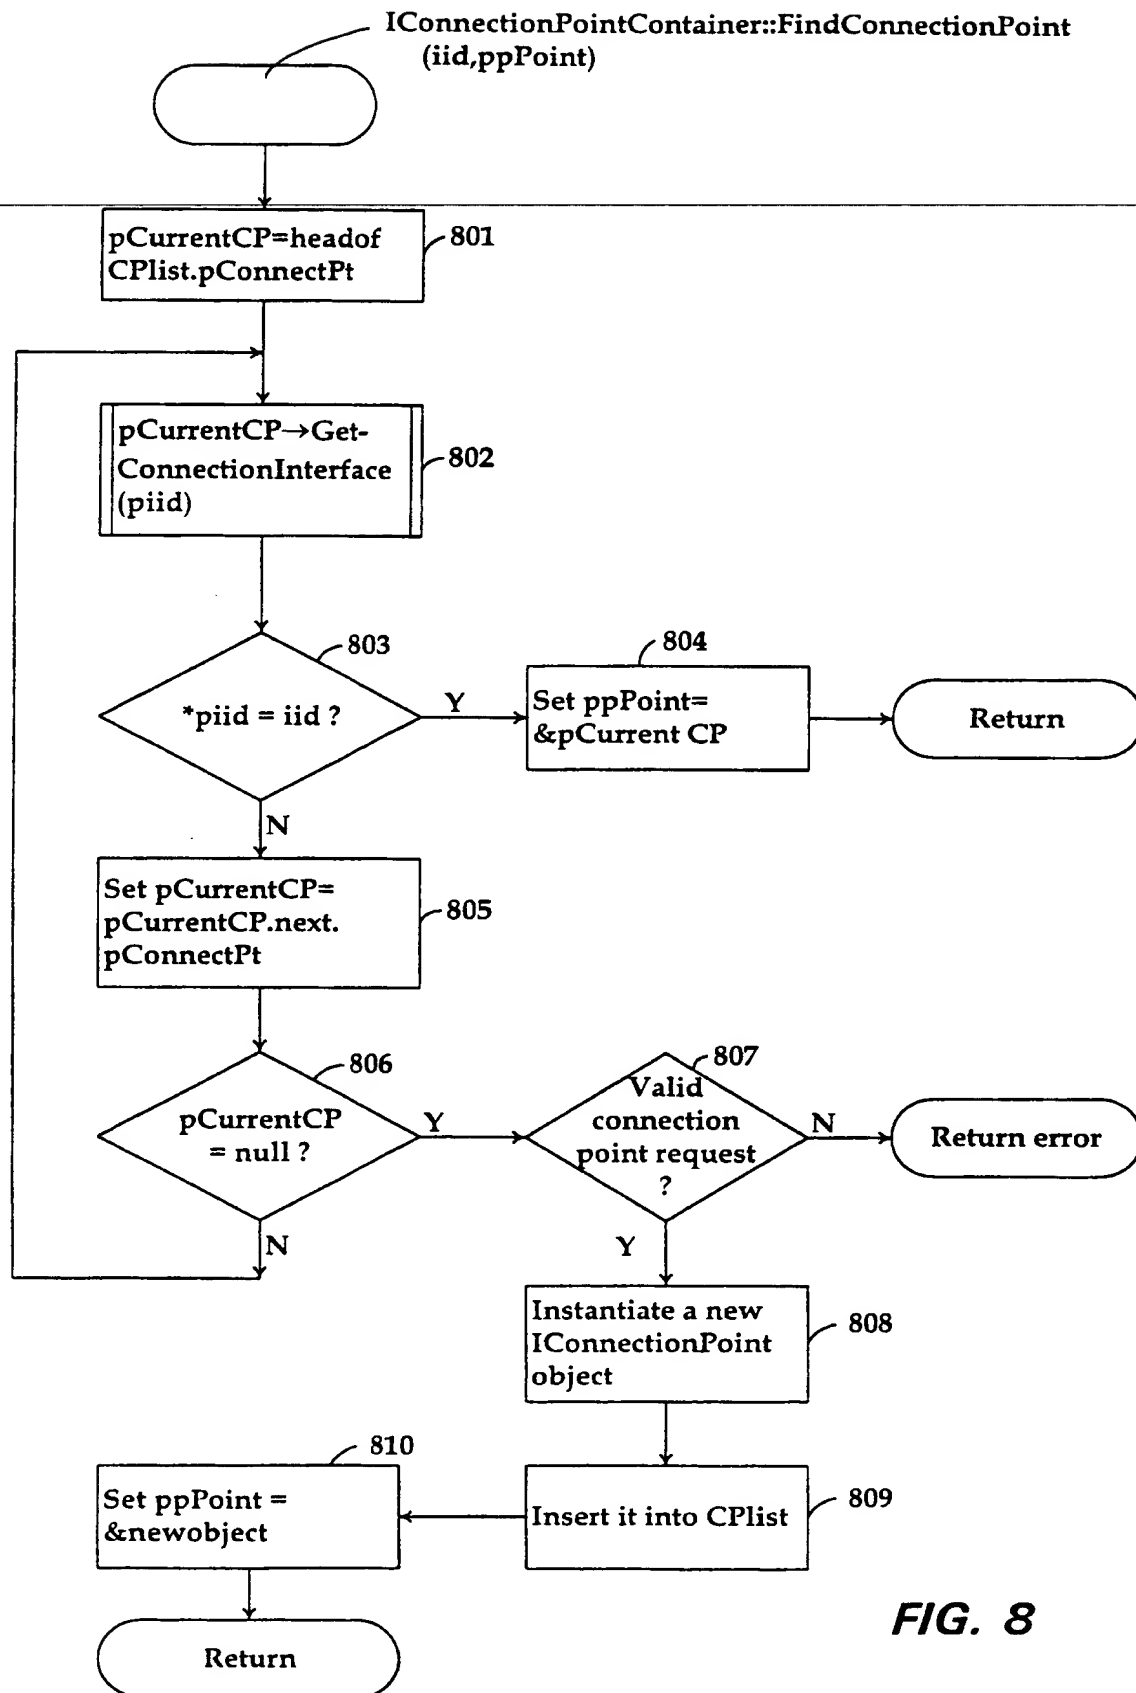 IConnectionPointContainer::FindConnectionPoint
(iid,ppPoint)
pCurrentCP=headof
CPlist.pConnectPt
801
pCurrentCP→Get-
ConnectionInterface
(piid)
802
803
*piid = iid ?
Y
N
804
Set ppPoint=
&pCurrent CP
Return
Set pCurrentCP=
pCurrentCP.next.
pConnectPt
805
806
pCurrentCP
= null ?
Y
N
807
Valid
connection
point request
?
N
Y
Return error
Instantiate a new
IConnectionPoint
object
808
Insert it into CPlist
809
810
Set ppPoint =
&newobject
Return
FIG. 8